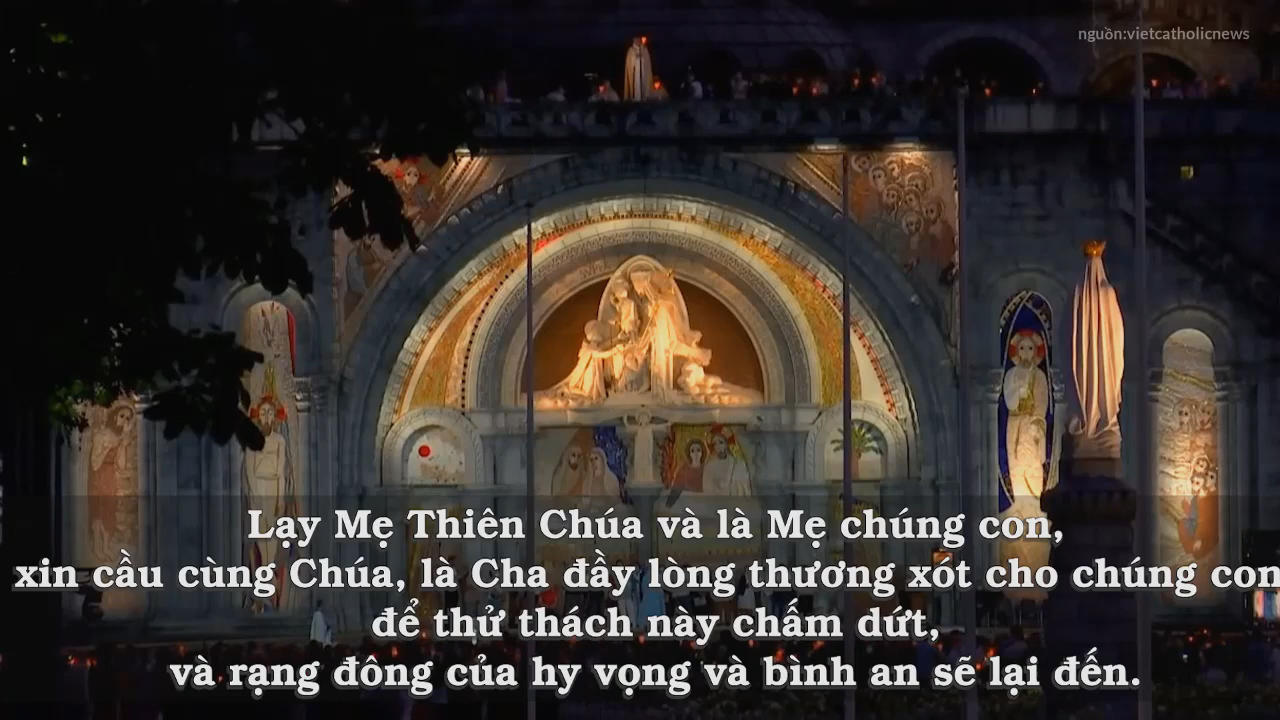 nguồn:vietcatholicnews
Lạy Mẹ Thiên Chúa và là Mẹ chúng con,
xin cầu cùng Chúa, là Cha đầy lòng thương xót cho chúng con
để thử thách này chấm dứt,
và rạng đông của hy vọng và bình an sẽ lại đến.